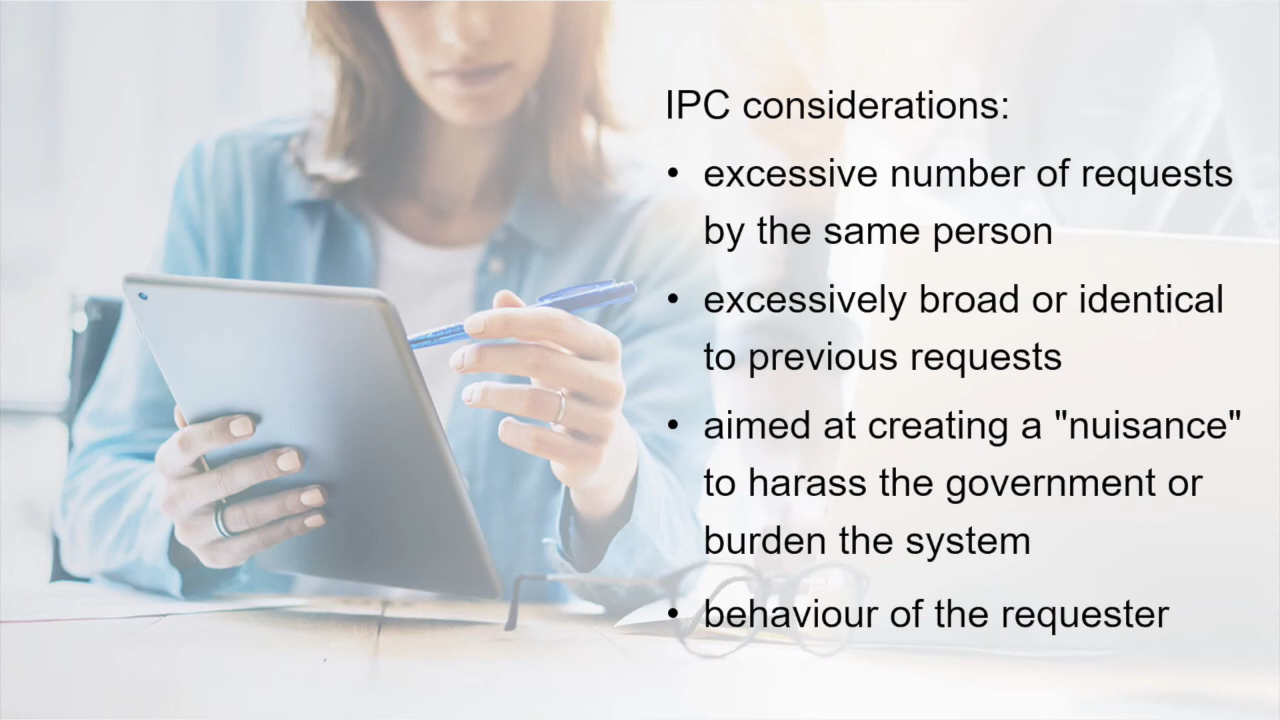 IPC considerations:
• excessive number of requests
by the same person
• excessively broad or identical
to previous requests
• aimed at creating a "nuisance"
to harass the government or
burden the system
• behaviour of the requester